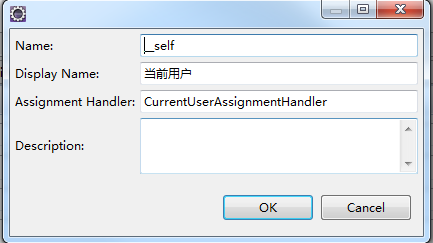 Name: __self
Display Name: 当前用户
Assignment Handler: CurrentUserAssignmentHandler
Description:
OK Cancel